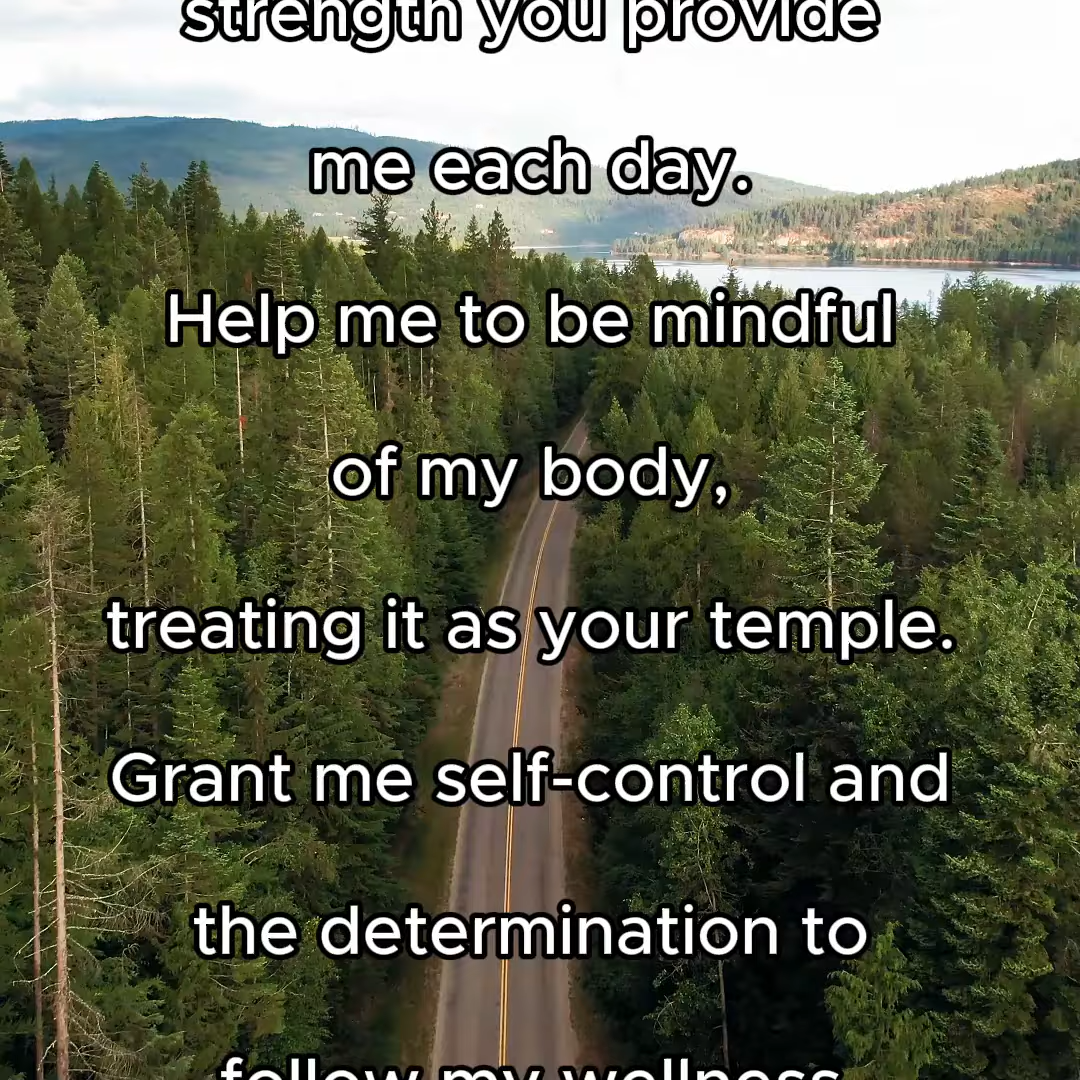 strength you provide
me each day.
Help me to be mindful
of my body,
treating it as your temple.
Grant me self-control and
the determination to
follow my wellness